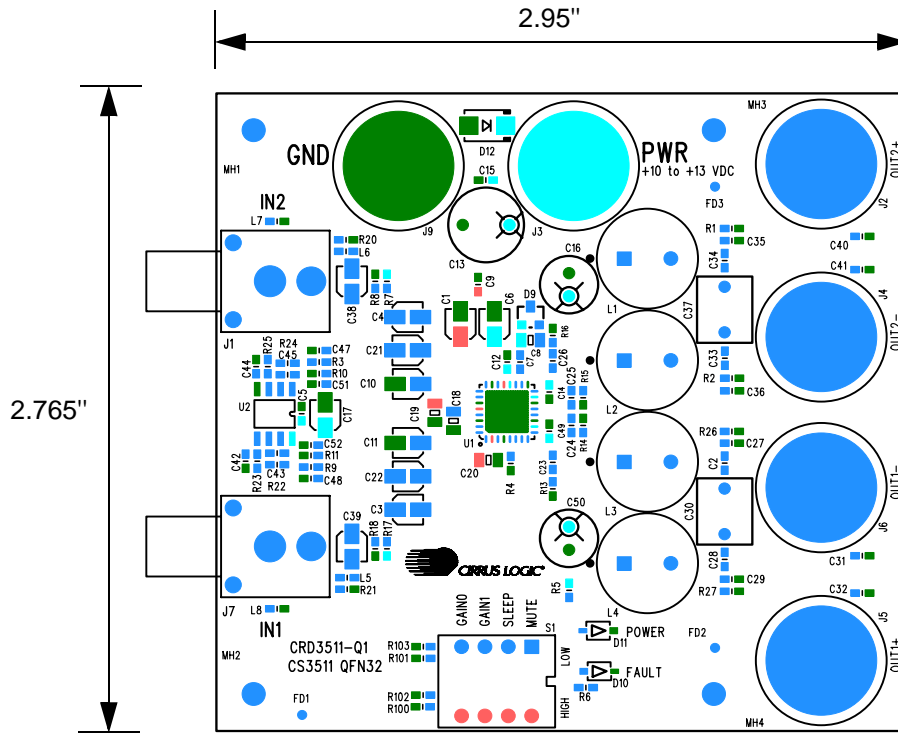 2.95"
2.765"
MH3
GND
D12
PWR
+10 to +13 VDC
MH1
C15
OUT2+
FD3
IN2
L7
J9
J3
J2
C13
R20
L6
R1
C35
C40
C16
C34
C41
R8
R7
C38
C9
C1
C6
D9
L1
C37
J4
OUT2-
J1
C4
R16
C8
R25
R24
C45
C44
C47
R3
R10
C51
C21
C12
C7
C26
C33
R2
C36
C10
C25
R15
C14
U2
C5
C17
C19
C18
L2
C49
C24
R14
U1
R26
C27
C52
R11
R9
C48
C42
R23
C43
R22
C11
C22
C20
R4
C23
R13
C2
OUT1-
C3
L3
C30
J6
C39
R18
R17
C50
C31
C28
C29
R27
C32
CIRRUS LOGIC®
L5
R21
R5
J7
L8
IN1
L4
J5
OUT1+
GAIN0
GAIN1
SLEEP
MUTE
S1
POWER
D11
FD2
MH2
CRD3511-Q1
CS3511 QFN32
R103
R101
LOW
FAULT
D10
R6
R102
R100
HIGH
FD1
MH4